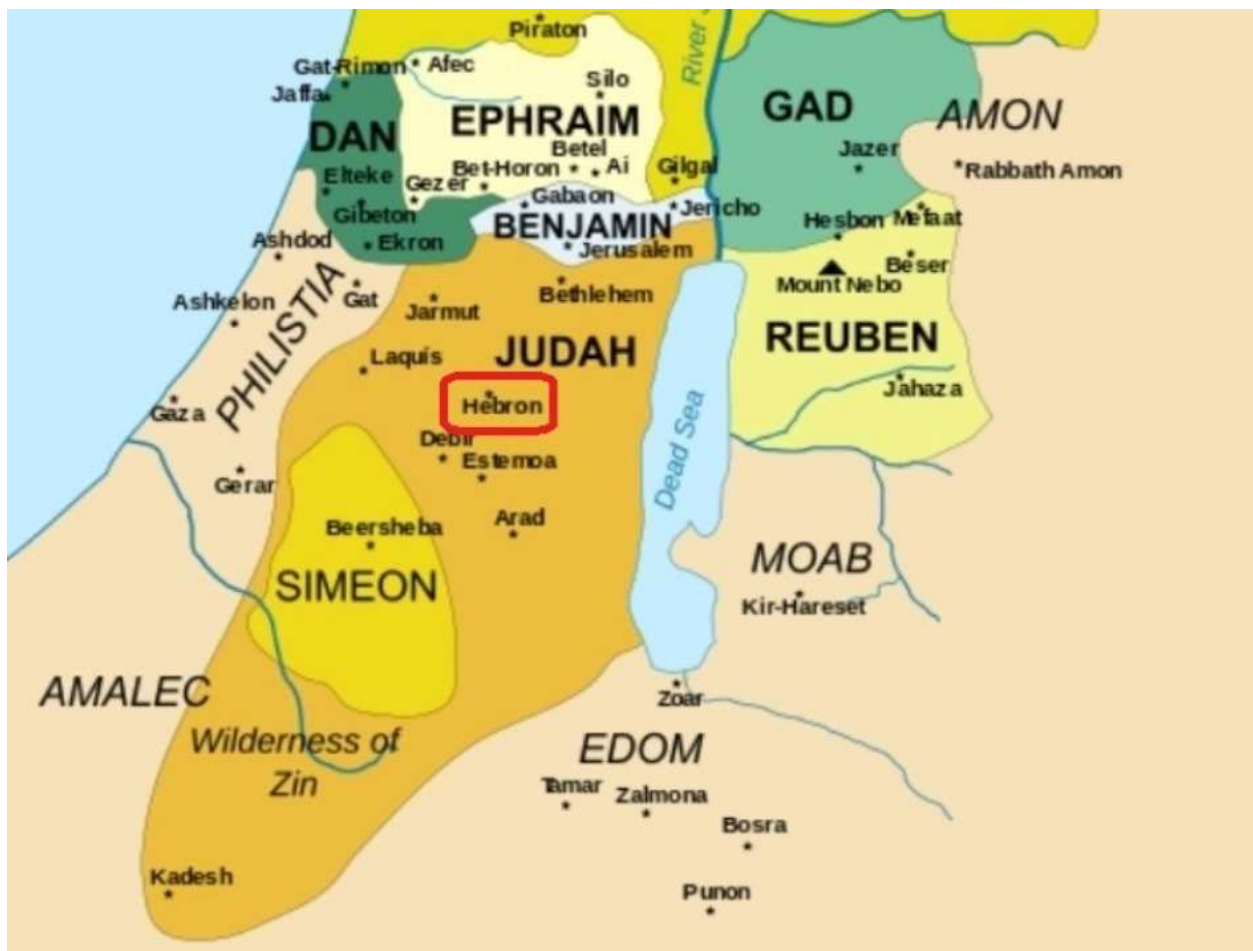 Piraton
River
Gat-Rimon
Afec
Jaffa
Silo
DAN
EPHRAIM
GAD
AMON
Betel
Bet-Horon
Ai
Gilgal
Jazer
Rabbath Amon
Elteke
Gezer
Gibeton
Gabaon
Jericho
BENJAMIN
Hesbon
Mefaat
Ashdod
Ekron
Jerusalem
Beser
Mount Nebo
Ashkelon
Gat
Jarmut
Bethlehem
PHILISTIA
Laquis
JUDAH
REUBEN
Jahaza
Gaza
Hebron
Dead Sea
Debir
Estemoa
Gerar
Beersheba
Arad
SIMEON
MOAB
Kir-Hareset
AMALEC
Zoar
Wilderness of
Zin
EDOM
Tamar
Zalmona
Bosra
Kadesh
Punon